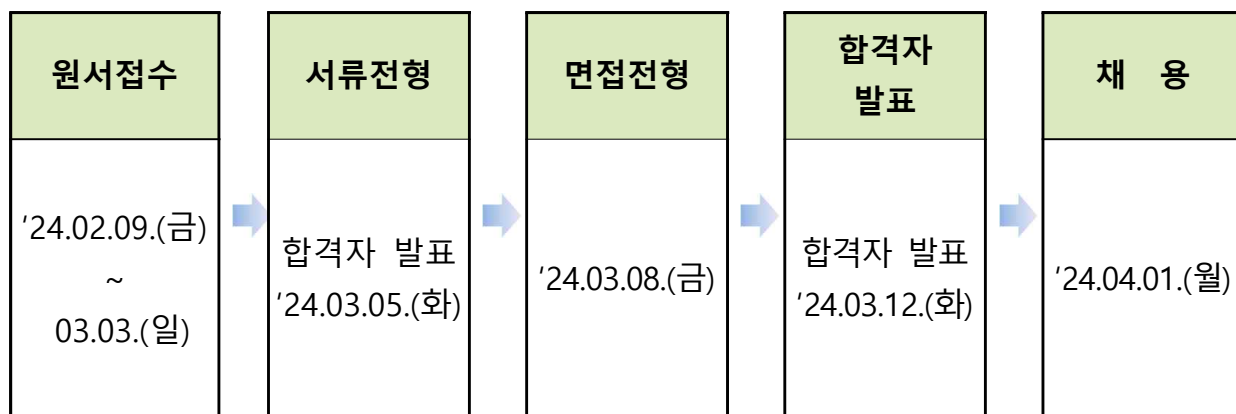 원서접수
'24.02.09.(금)
~
03.03.(일)
서류전형
합격자 발표
'24.03.05.(화)
면접전형
'24.03.08.(금)
합격자
발표
합격자 발표
'24.03.12.(화)
채 용
'24.04.01.(월)